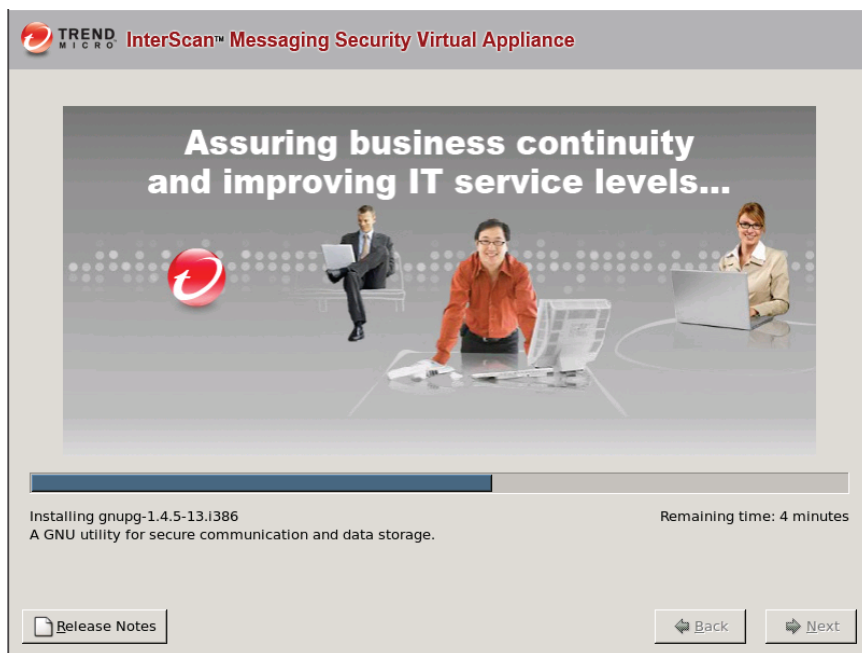 TREND MICRO InterScan™ Messaging Security Virtual Appliance
Assuring business continuity
and improving IT service levels...
Installing gnupg-1.4.5-13.i386
Remaining time: 4 minutes
A GNU utility for secure communication and data storage.
Release Notes
Back
Next